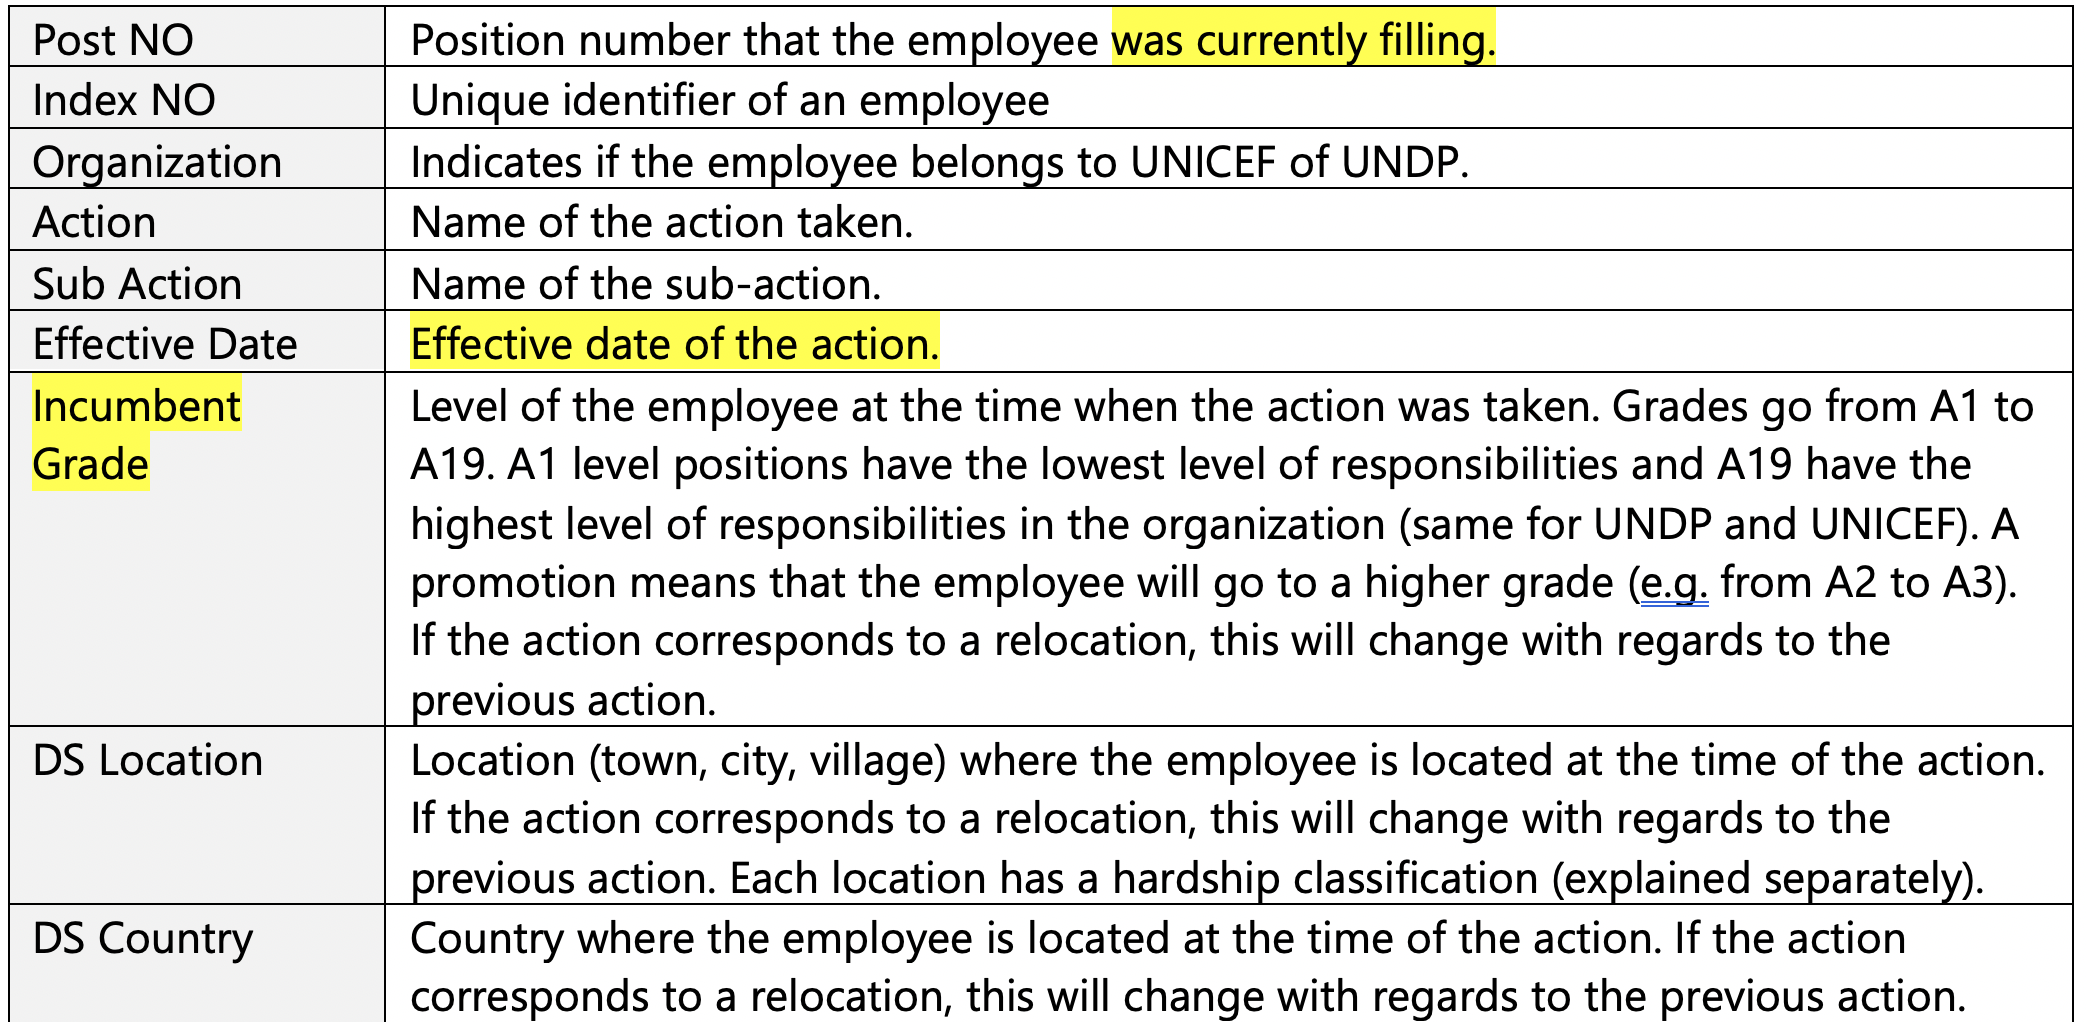 Post NO
Position number that the employee was currently filling.
Index NO
Unique identifier of an employee
Organization
Indicates if the employee belongs to UNICEF of UNDP.
Action
Name of the action taken.
Sub Action
Name of the sub-action.
Effective Date
Effective date of the action.
Incumbent
Grade
Level of the employee at the time when the action was taken. Grades go from A1 to
A19. A1 level positions have the lowest level of responsibilities and A19 have the
highest level of responsibilities in the organization (same for UNDP and UNICEF). A
promotion means that the employee will go to a higher grade (e.g. from A2 to A3).
If the action corresponds to a relocation, this will change with regards to the
previous action.
DS Location
Location (town, city, village) where the employee is located at the time of the action.
If the action corresponds to a relocation, this will change with regards to the
previous action. Each location has a hardship classification (explained separately).
DS Country
Country where the employee is located at the time of the action. If the action
corresponds to a relocation, this will change with regards to the previous action.